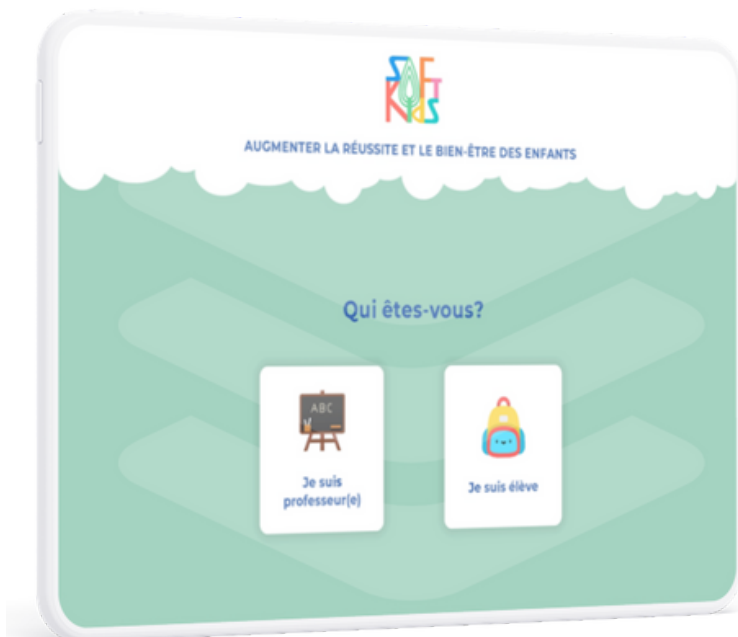 SOFT
KIDS
AUGMENTER LA RÉUSSITE ET LE BIEN-ÊTRE DES ENFANTS
Qui êtes-vous?
ABC
Je suis
professeur(e)
Je suis élève